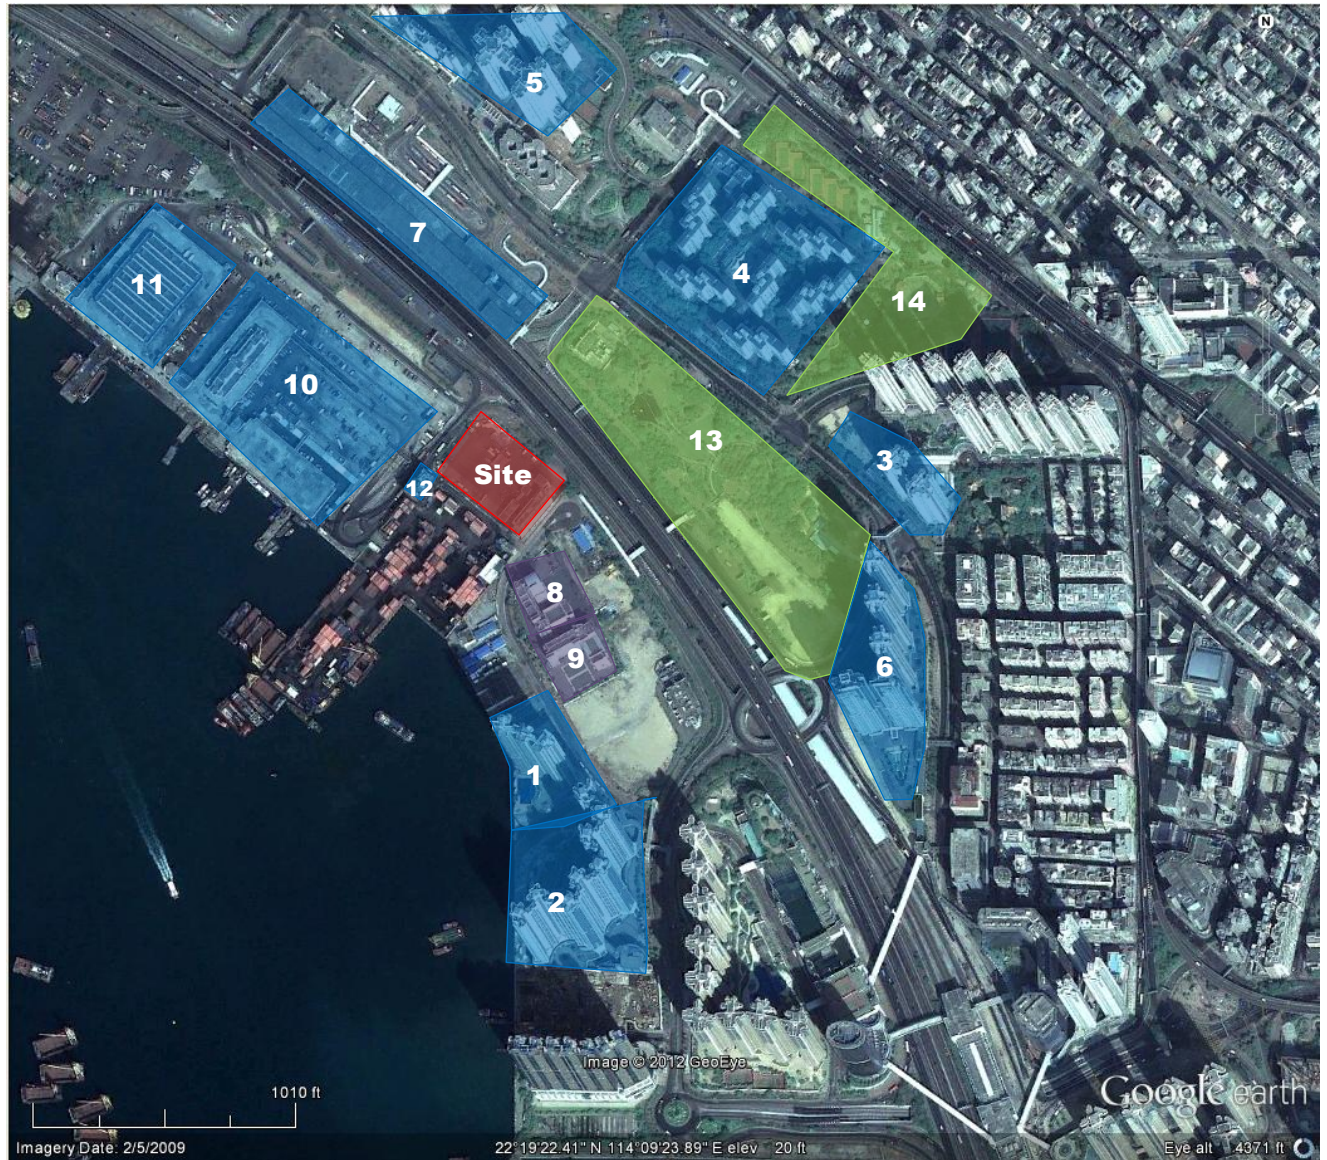 N
5
7
4
11
14
10
13
3
Site
12
8
9
6
1
2
Image © 2012 GeoEye
Google earth
1010 ft
Imagery Date: 2/5/2009
22°19'22.41" N 114°09'23.89" E elev 20 ft
Eye alt 4371 ft